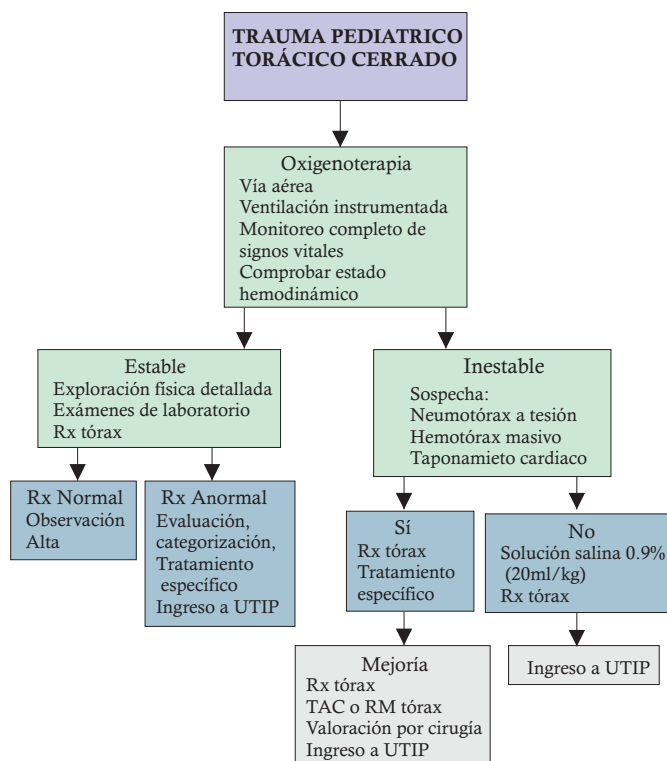 TRAUMA PEDIATRICO
TORÁCICO CERRADO
Oxigenoterapia
Vía aérea
Ventilación instrumentada
Monitoreo completo de
signos vitales
Comprobar estado
hemodinámico
Estable
Exploración física detallada
Exámenes de laboratorio
Rx tórax
Inestable
Sospecha:
Neumotórax a tesión
Hemotórax masivo
Taponamieto cardiaco
Rx Normal
Observación
Alta
Rx Anormal
Evaluación,
categorización,
Tratamiento
específico
Ingreso a UTIP
Sí
Rx tórax
Tratamiento
específico
No
Solución salina 0.9%
(20ml/kg)
Rx tórax
Mejoría
Rx tórax
TAC o RM tórax
Valoración por cirugía
Ingreso a UTIP
Ingreso a UTIP